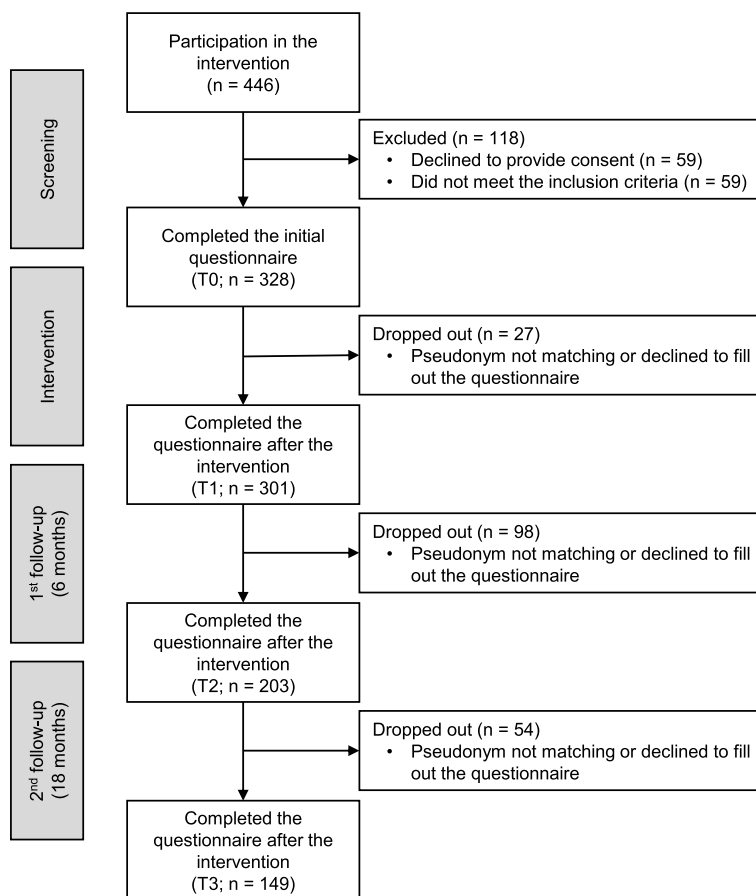 Participation in the
intervention
(n = 446)
Screening
Excluded (n = 118)
• Declined to provide consent (n = 59)
• Did not meet the inclusion criteria (n = 59)
Completed the initial
questionnaire
(T0; n = 328)
Intervention
Dropped out (n = 27)
• Pseudonym not matching or declined to fill
out the questionnaire
Completed the
questionnaire after the
intervention
(T1; n = 301)
1st follow-up
(6 months)
Dropped out (n = 98)
• Pseudonym not matching or declined to fill
out the questionnaire
Completed the
questionnaire after the
intervention
(T2; n = 203)
2nd follow-up
(18 months)
Dropped out (n = 54)
• Pseudonym not matching or declined to fill
out the questionnaire
Completed the
questionnaire after the
intervention
(T3; n = 149)